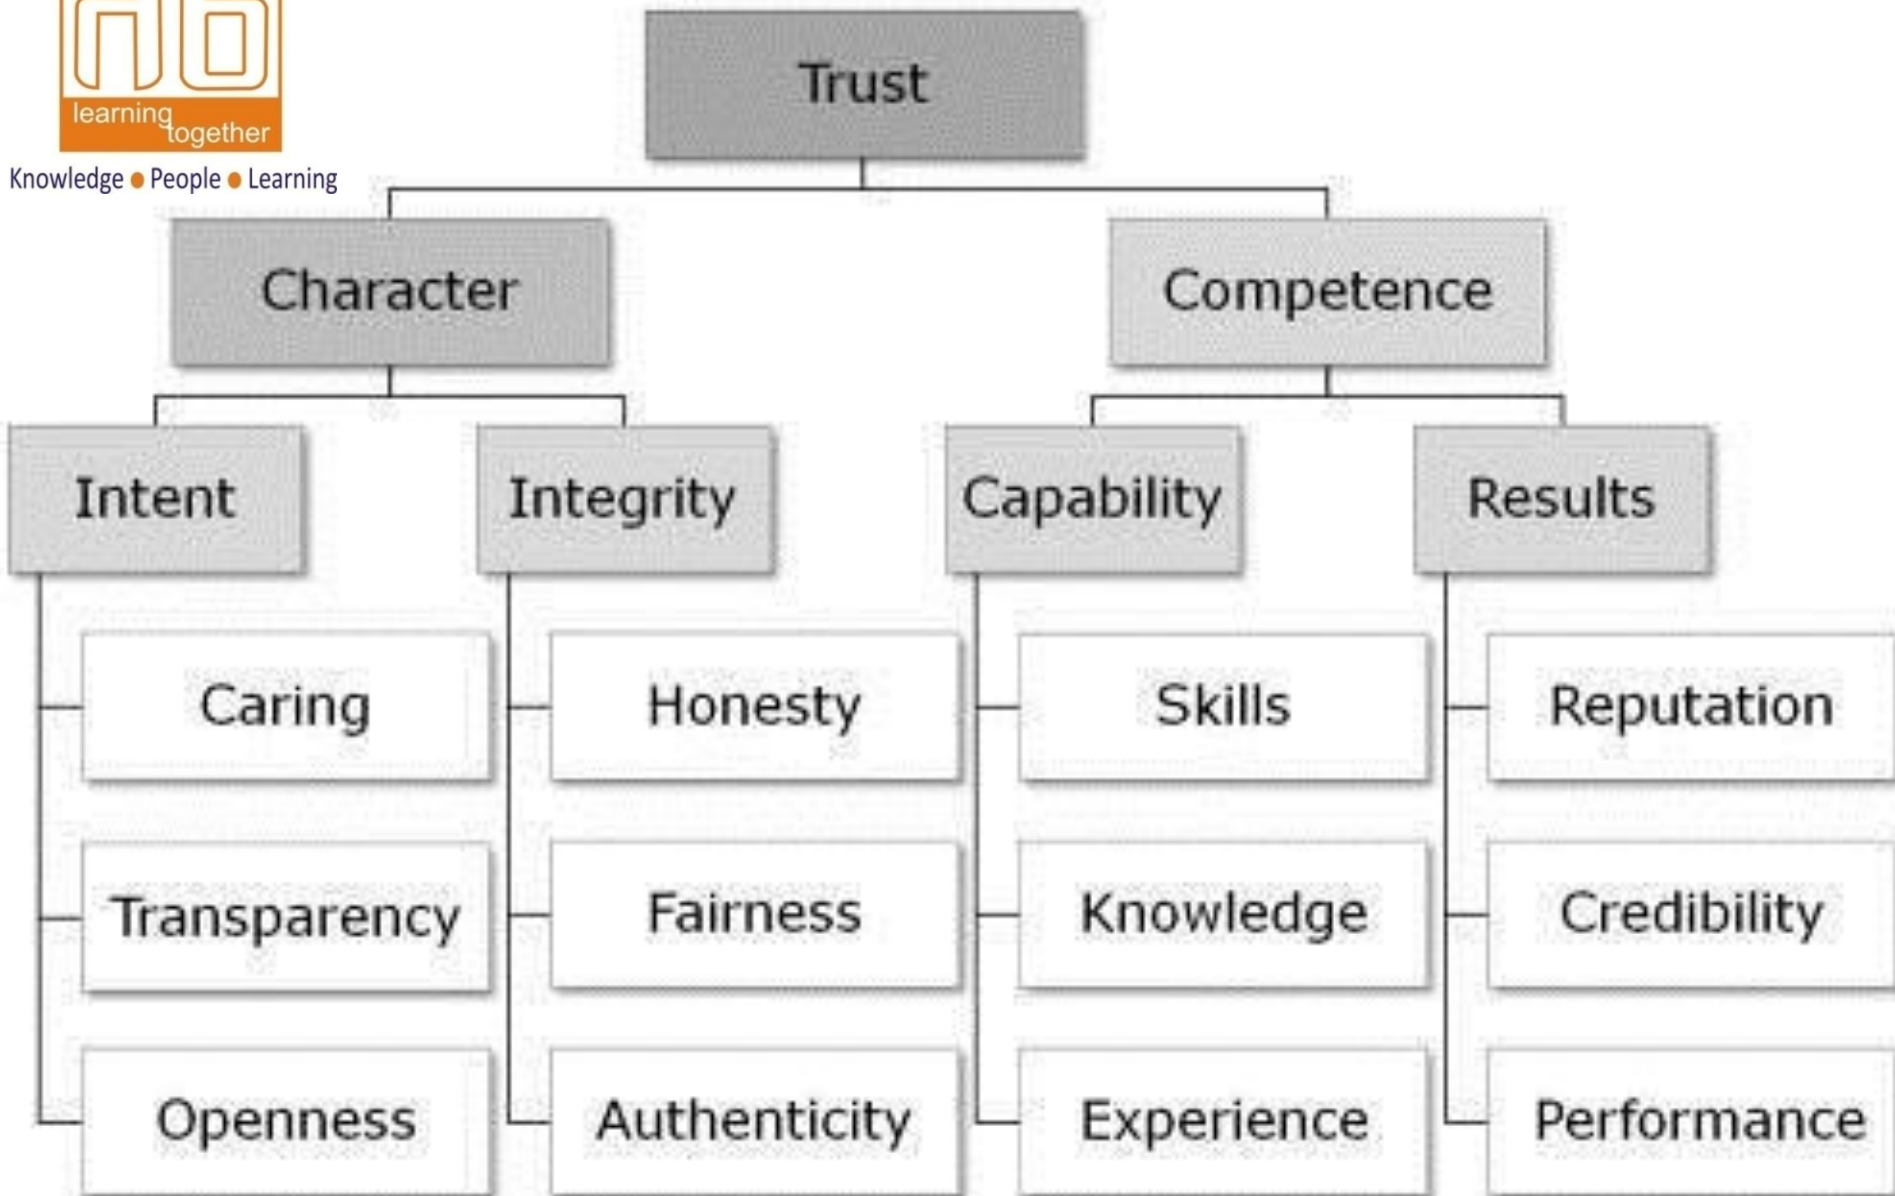 learning
together
Knowledge ● People ● Learning
Trust
Character
Competence
Intent
Integrity
Capability
Results
Caring
Honesty
Skills
Reputation
Transparency
Fairness
Knowledge
Credibility
Openness
Authenticity
Experience
Performance